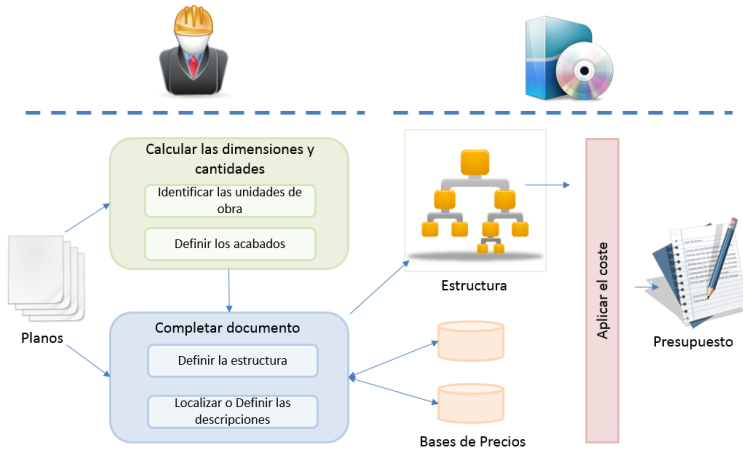 Calcular las dimensiones y
cantidades
Identificar las unidades de
obra
Definir los acabados
Planos
Completar documento
Definir la estructura
Localizar o Definir las
descripciones
Estructura
Bases de Precios
Aplicar el coste
Presupuesto